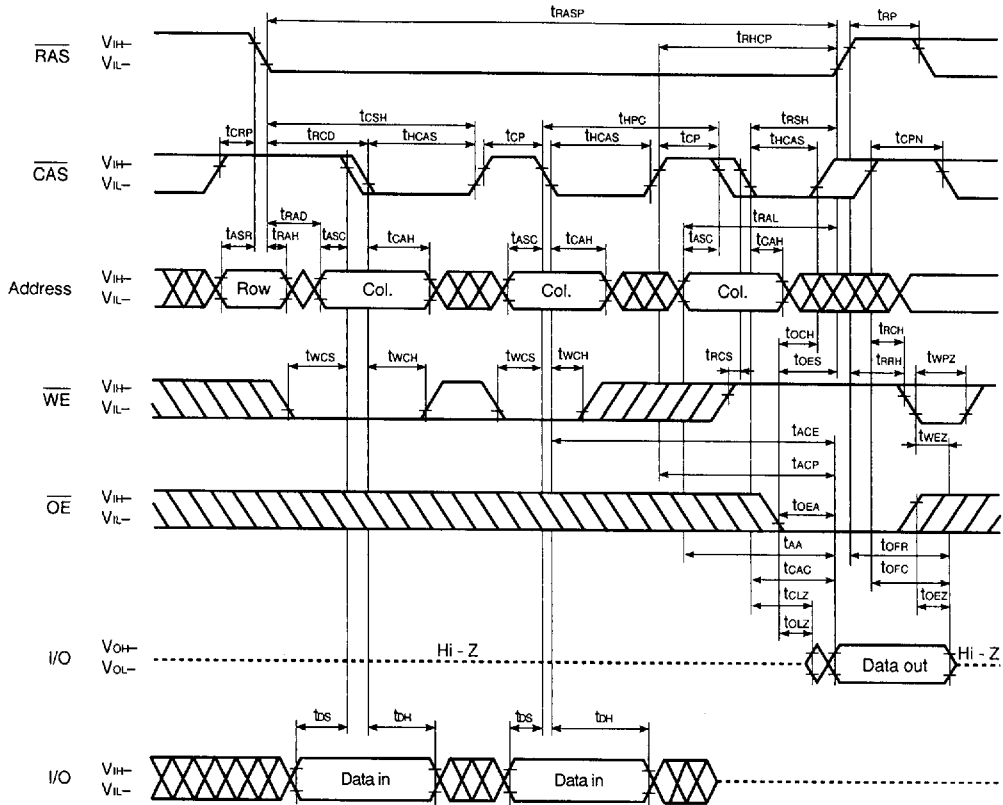 tRASP tRP
tRHCP
RAS VIH–
VIL–
tCSH tHPC tRSH
tCRP tRCD tHCAS tCP tHCAS tCP tHCAS tCPN
CAS VIH–
VIL–
tRAD tRAL
tASR tRAH tASC tCAH tASC tCAH tASC tCAH
Address VIH–
VIL–
Row Col. Col. Col.
tOCH tRCH
tWCS tWCH tWCS tWCH tRCS tOES tRRH tWPZ
WE VIH–
VIL–
tACE tWEZ
tACP
OE VIH–
VIL–
tOEA
tAA tOFR
tCAC tOFC
tCLZ tOEZ
tOLZ
I/O VOH–
VOL–
Hi - Z Data out Hi - Z
tDS tDH tDS tDH
I/O VIH–
VIL–
Data in Data in